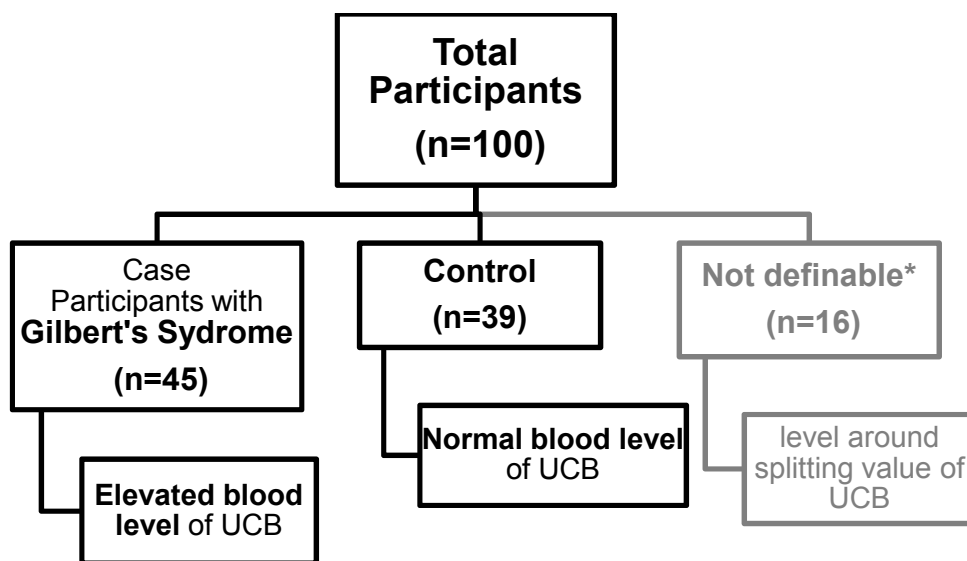 Total
Participants
(n=100)
Case
Participants with
Gilbert's Sydrome
(n=45)
Control
(n=39)
Not definable*
(n=16)
Elevated blood
level of UCB
Normal blood level
of UCB
level around
splitting value of
UCB